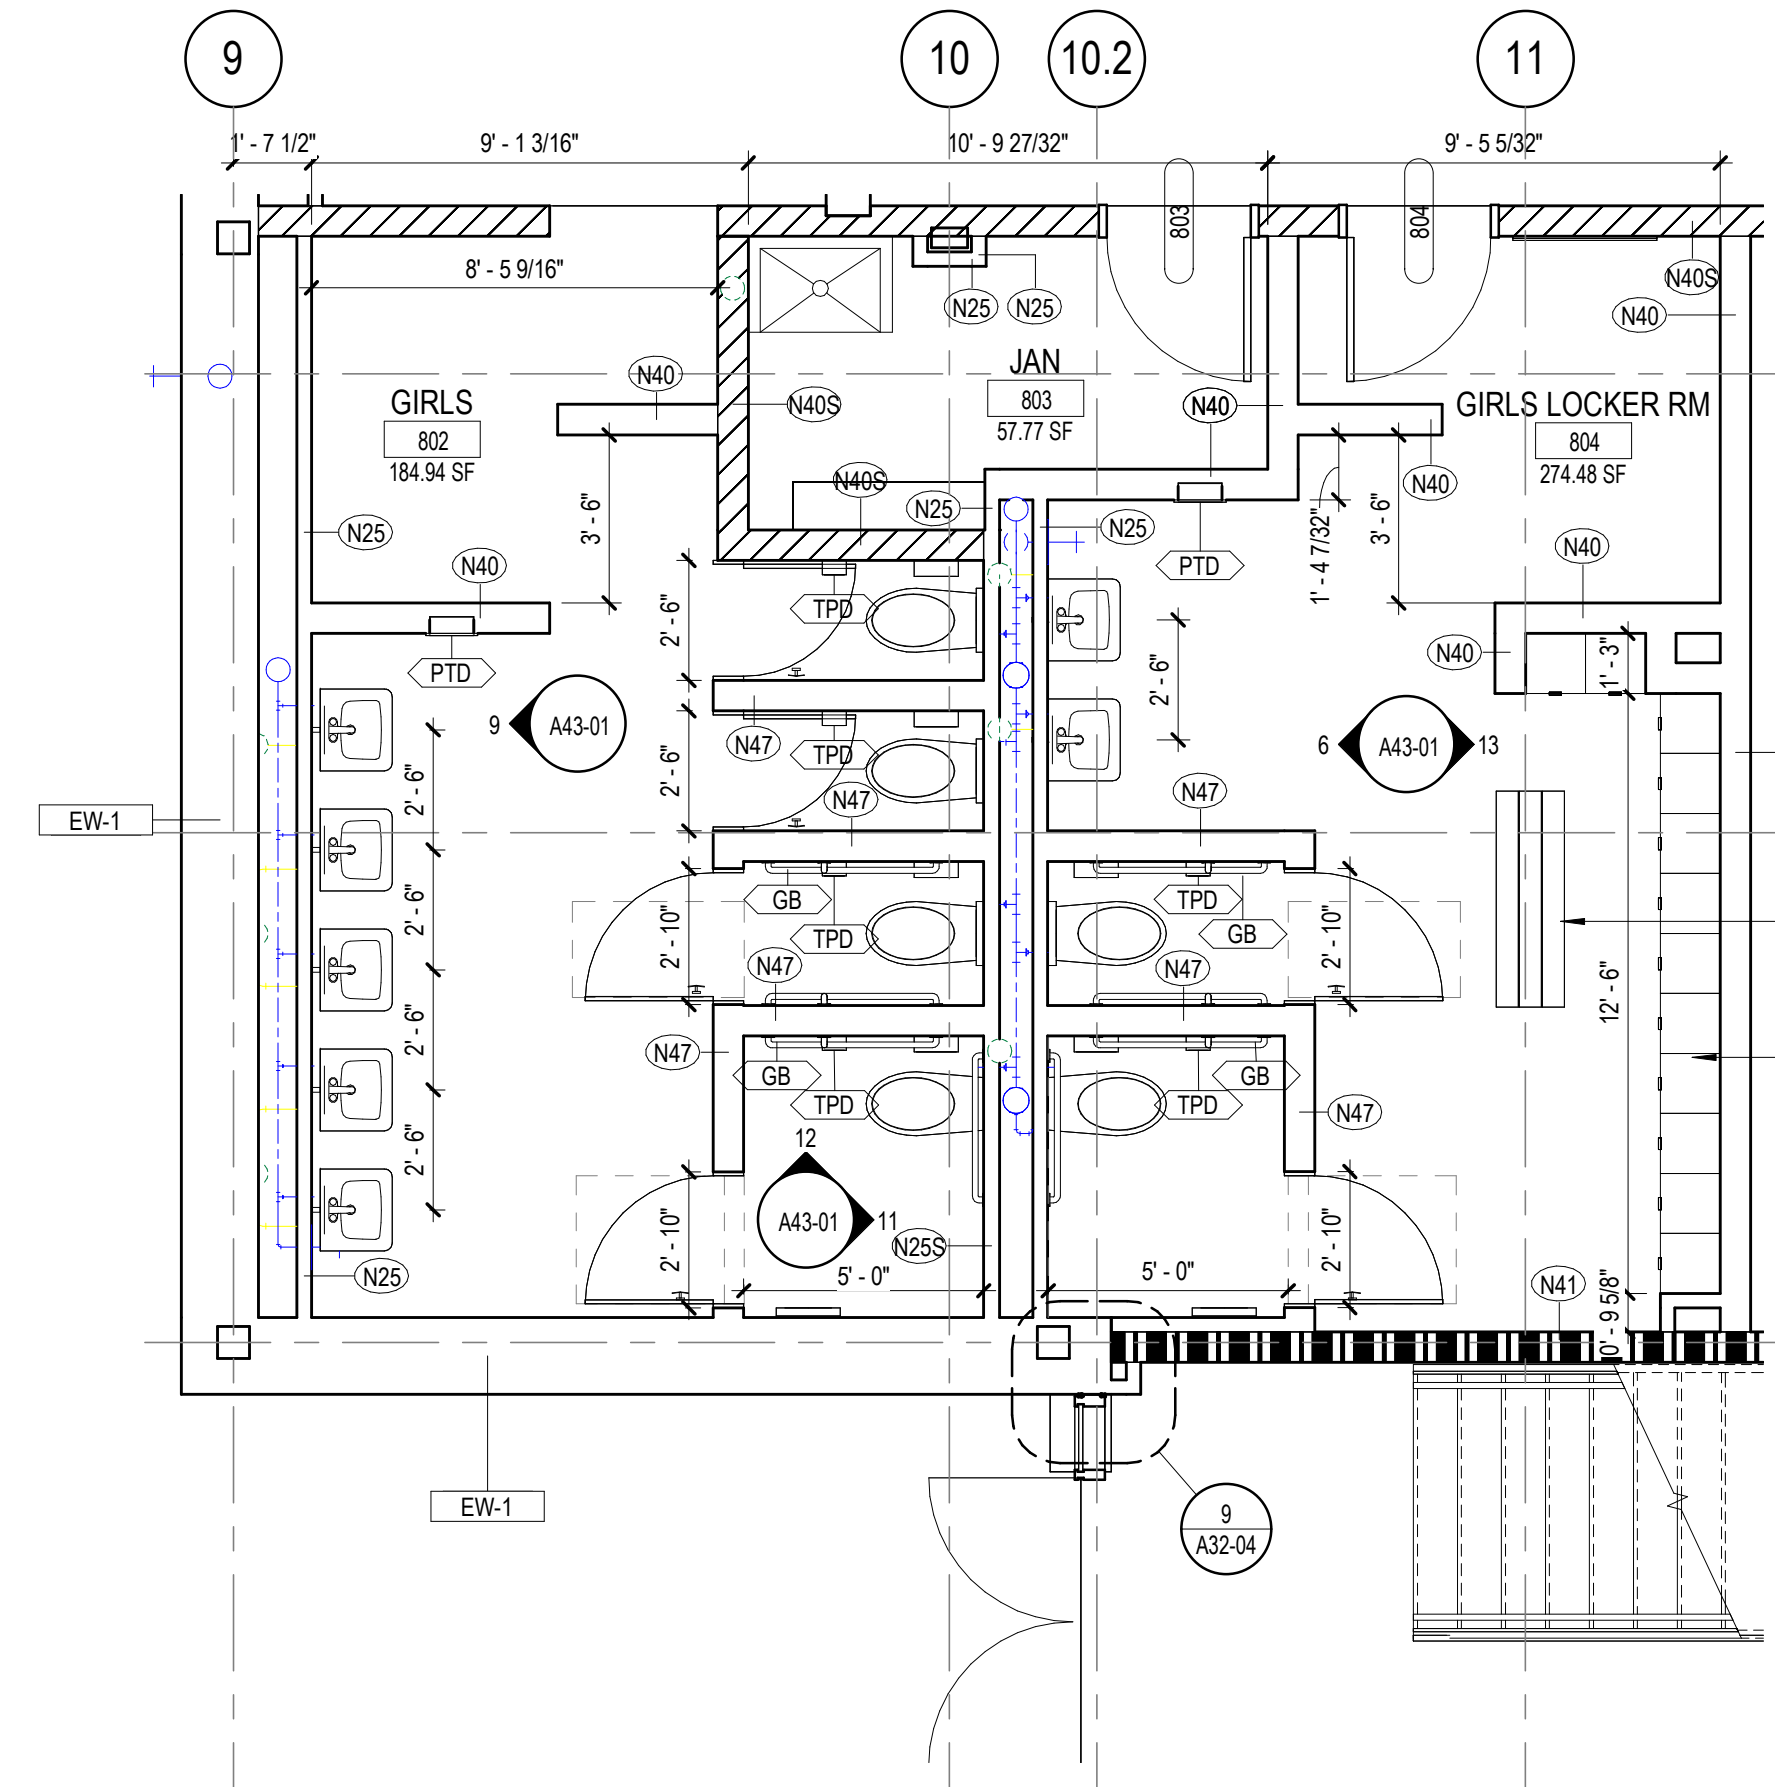 9
10
10.2
11
1' - 7 1/2"
9' - 1 3/16"
10' - 9 27/32"
9' - 5 5/32"
803
804
8' - 5 9/16"
N25
N25
N40S
N40
JAN
803
57.77 SF
N40
N40S
N40
GIRLS
802
184.94 SF
GIRLS LOCKER RM
804
274.48 SF
N40S
N40
N25
N25
N25
3' - 6"
1' - 4 7/32"
3' - 6"
N40
N40
PTD
TPD
2' - 6"
PTD
N40
1' - 3"
2' - 6"
9
A43-01
N47
TPD
2' - 6"
6
A43-01
13
N47
N47
EW-1
2' - 6"
2' - 6"
2' - 6"
2' - 6"
GB
TPD
2' - 10"
TPD
GB
2' - 10"
N47
N47
12' - 6"
N47
GB
TPD
GB
TPD
N47
12
A43-01
11
N25S
2' - 10"
5' - 0"
5' - 0"
2' - 10"
N25
N41
0' - 9 5/8"
EW-1
9
A32-04